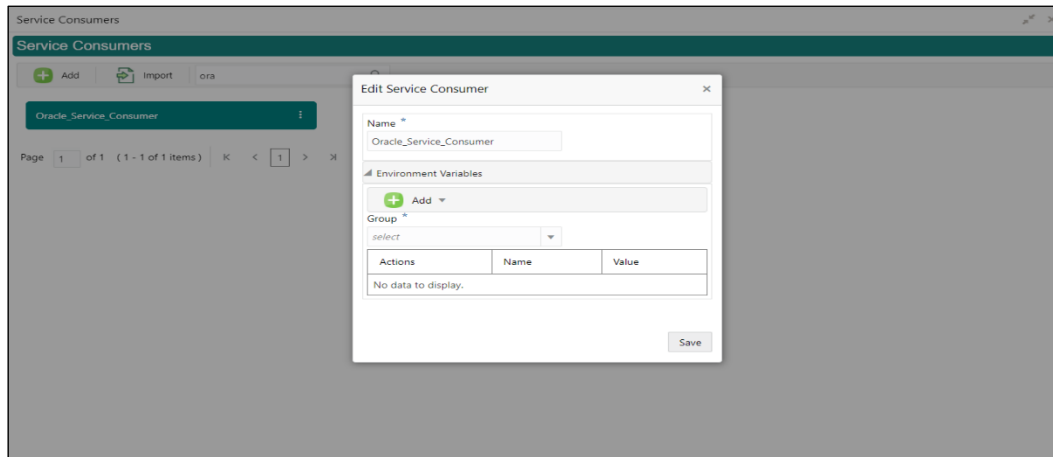 Service Consumers
Service Consumers
Add Import ora
Oracle_Service_Consumer
Page 1 of 1 (1 - 1 of 1 items) K < 1 > >|
Edit Service Consumer ×
Name *
Oracle_Service_Consumer
Environment Variables
Add
Group *
select
Actions Name Value
No data to display.
Save